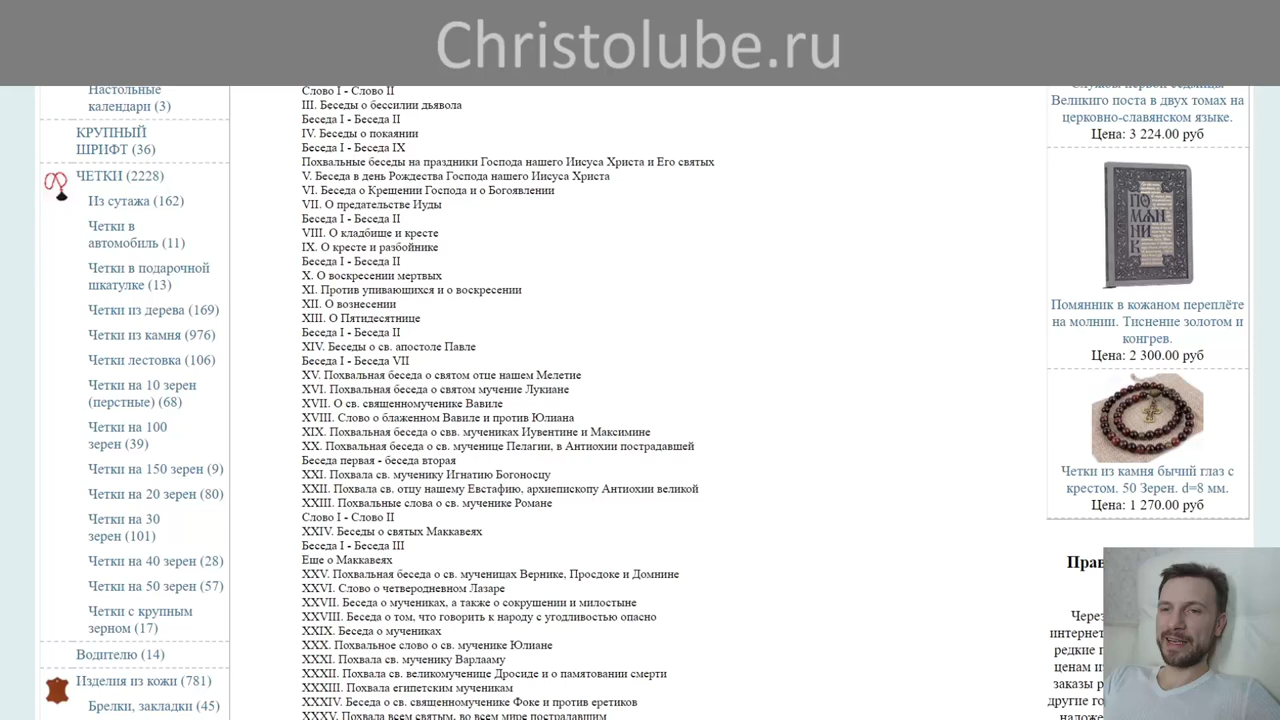 Christolube.ru
Настольные
календари (3)
КРУПНЫЙ
ШРИФТ (36)
ЧЕТКИ (2228)
Из сутажа (162)
Четки в
автомобиль (11)
Четки в подарочной
шкатулке (13)
Четки из дерева (169)
Четки из камня (976)
Четки лестовка (106)
Четки на 10 зерен
(перстные) (68)
Четки на 100
зерен (39)
Четки на 150 зерен (9)
Четки на 20 зерен (80)
Четки на 30
зерен (101)
Четки на 40 зерен (28)
Четки на 50 зерен (57)
Четки с крупным
зерном (17)
Водителю (14)
Изделия из кожи (781)
Брелки, закладки (45)
Слово I - Слово II
III. Беседы о бессилии дьявола
Беседа I - Беседа II
IV. Беседы о покаянии
Беседа I - Беседа IX
Похвальные беседы на праздники Господа нашего Иисуса Христа и Его святых
V. Беседа в день Рождества Господа нашего Иисуса Христа
VI. Беседа о Крешении Господа и о Богоявлении
VII. О предательстве Иуды
Беседа I - Беседа II
VIII. О кладбище и кресте
IX. О кресте и разбойнике
Беседа I - Беседа II
X. О воскресении мертвых
XI. Против упивающихся и о воскресении
XII. О вознесении
XIII. О Пятидесятнице
Беседа I - Беседа II
XIV. Беседы о св. апостоле Павле
Беседа I - Беседа VII
XV. Похвальная беседа о святом отце нашем Мелетие
XVI. Похвальная беседа о святом мучение Лукиане
XVII. О св. священномученике Вавиле
XVIII. Слово о блаженном Вавиле и против Юлиана
XIX. Похвальная беседа о свв. мучениках Иувентине и Максимине
XX. Похвальная беседа о св. мученице Пелагии, в Антиохии пострадавшей
Беседа первая - беседа вторая
XXI. Похвала св. мученику Игнатию Богоносцу
XXII. Похвала св. отцу нашему Евстафию, архиепископу Антиохии великой
XXIII. Похвальные слова о св. мученике Романе
Слово I - Слово II
XXIV. Беседы о святых Маккавеях
Беседа I - Беседа III
Еще о Маккавеях
XXV. Похвальная беседа о св. мученицах Вернике, Просдоке и Домнине
XXVI. Слово о четверодневном Лазаре
XXVII. Беседа о мучениках, а также о сокрушении и милостыне
XXVIII. Беседа о том, что говорить к народу с угодливостью опасно
XXIX. Беседа о мучениках
XXX. Похвальное слово о св. мученике Юлиане
XXXI. Похвала св. мученику Варлааму
XXXII. Похвала св. великомученице Дросиде и о памятовании смерти
XXXIII. Похвала египетским мученикам
XXXIV. Беседа о св. священномученике Фоке и против еретиков
XXXV. Похвала всем святым, во всем мире пострадавшим
Службы первой седмицы
Великого поста в двух томах на
церковно-славянском языке.
Цена: 3 224.00 руб
ПО
МѦН
НИ
К
Помянник в кожаном переплёте
на молнии. Тиснение золотом и
конгрев.
Цена: 2 300.00 руб
Четки из камня бычий глаз с
крестом. 50 Зерен. d=8 мм.
Цена: 1 270.00 руб
Прав
Через
интернет
редкие п
ценам и
заказы р
другие го
налож